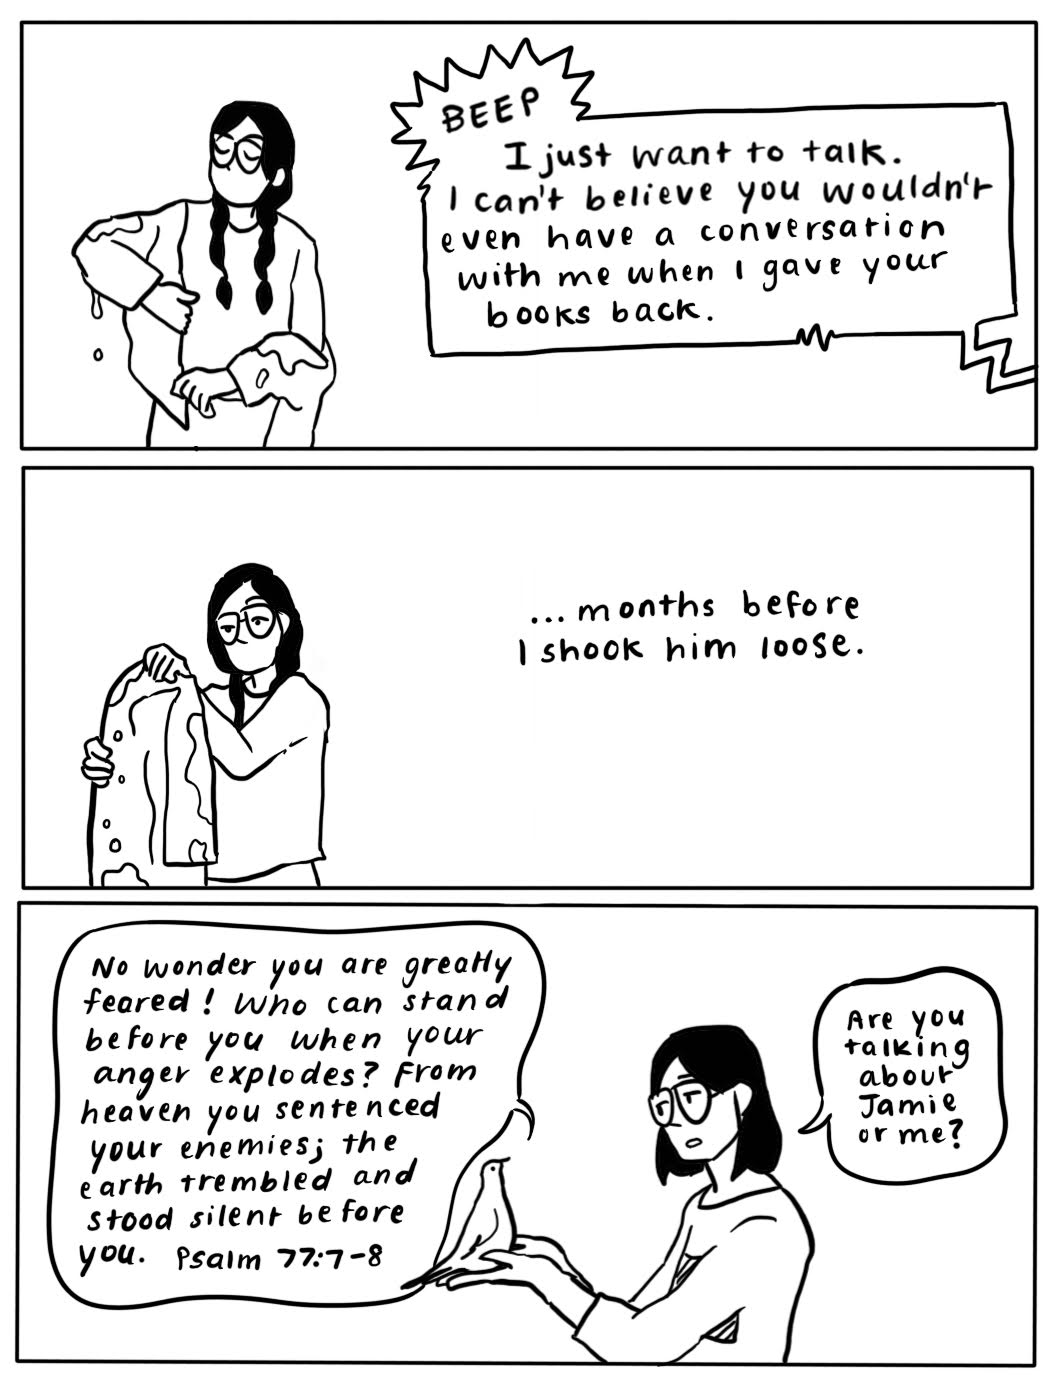 BEEP
I just want to talk.
I can't believe you wouldn't
even have a conversation
with me when I gave your
books back.
...months before
I shook him loose.
No wonder you are greatly
feared! Who can stand
before you when your
anger explodes? From
heaven you sentenced
your enemies; the
earth trembled and
stood silent before
you. Psalm 77:7-8
Are you
talking
about
Jamie
or me?